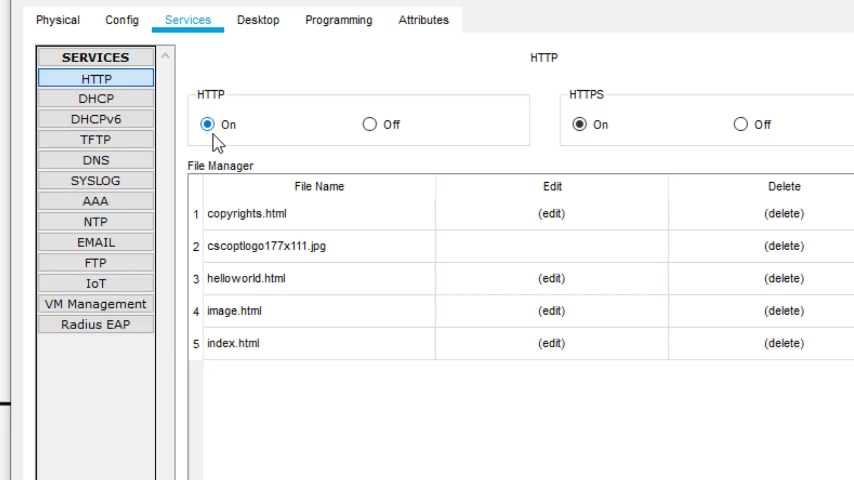 Physical Config Services Desktop Programming Attributes
SERVICES
HTTP
DHCP
DHCPv6
TFTP
DNS
SYSLOG
AAA
NTP
EMAIL
FTP
IoT
VM Management
Radius EAP
HTTP
HTTP
On Off
HTTPS
On Off
File Manager
File Name Edit Delete
1 copyrights.html (edit) (delete)
2 cscoptlogo177x111.jpg (delete)
3 helloworld.html (edit) (delete)
4 image.html (edit) (delete)
5 index.html (edit) (delete)